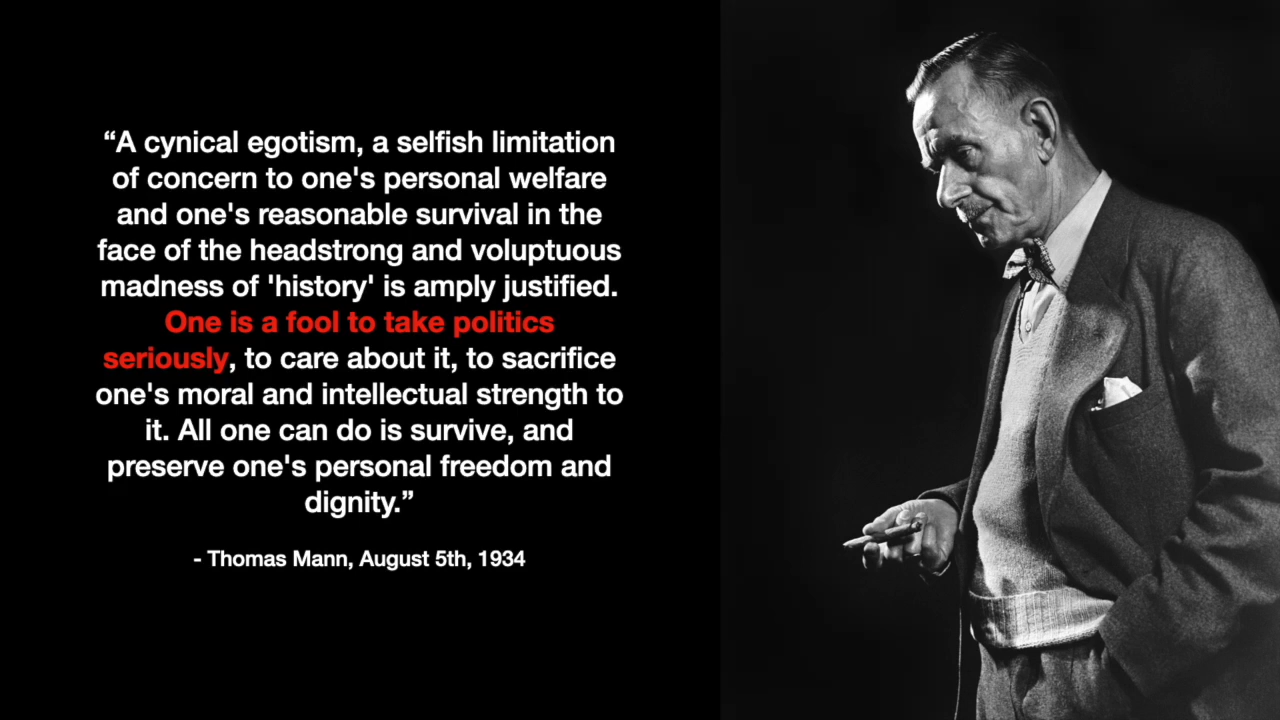 “A cynical egotism, a selfish limitation
of concern to one's personal welfare
and one's reasonable survival in the
face of the headstrong and voluptuous
madness of 'history' is amply justified.
One is a fool to take politics
seriously, to care about it, to sacrifice
one's moral and intellectual strength to
it. All one can do is survive, and
preserve one's personal freedom and
dignity.”
- Thomas Mann, August 5th, 1934